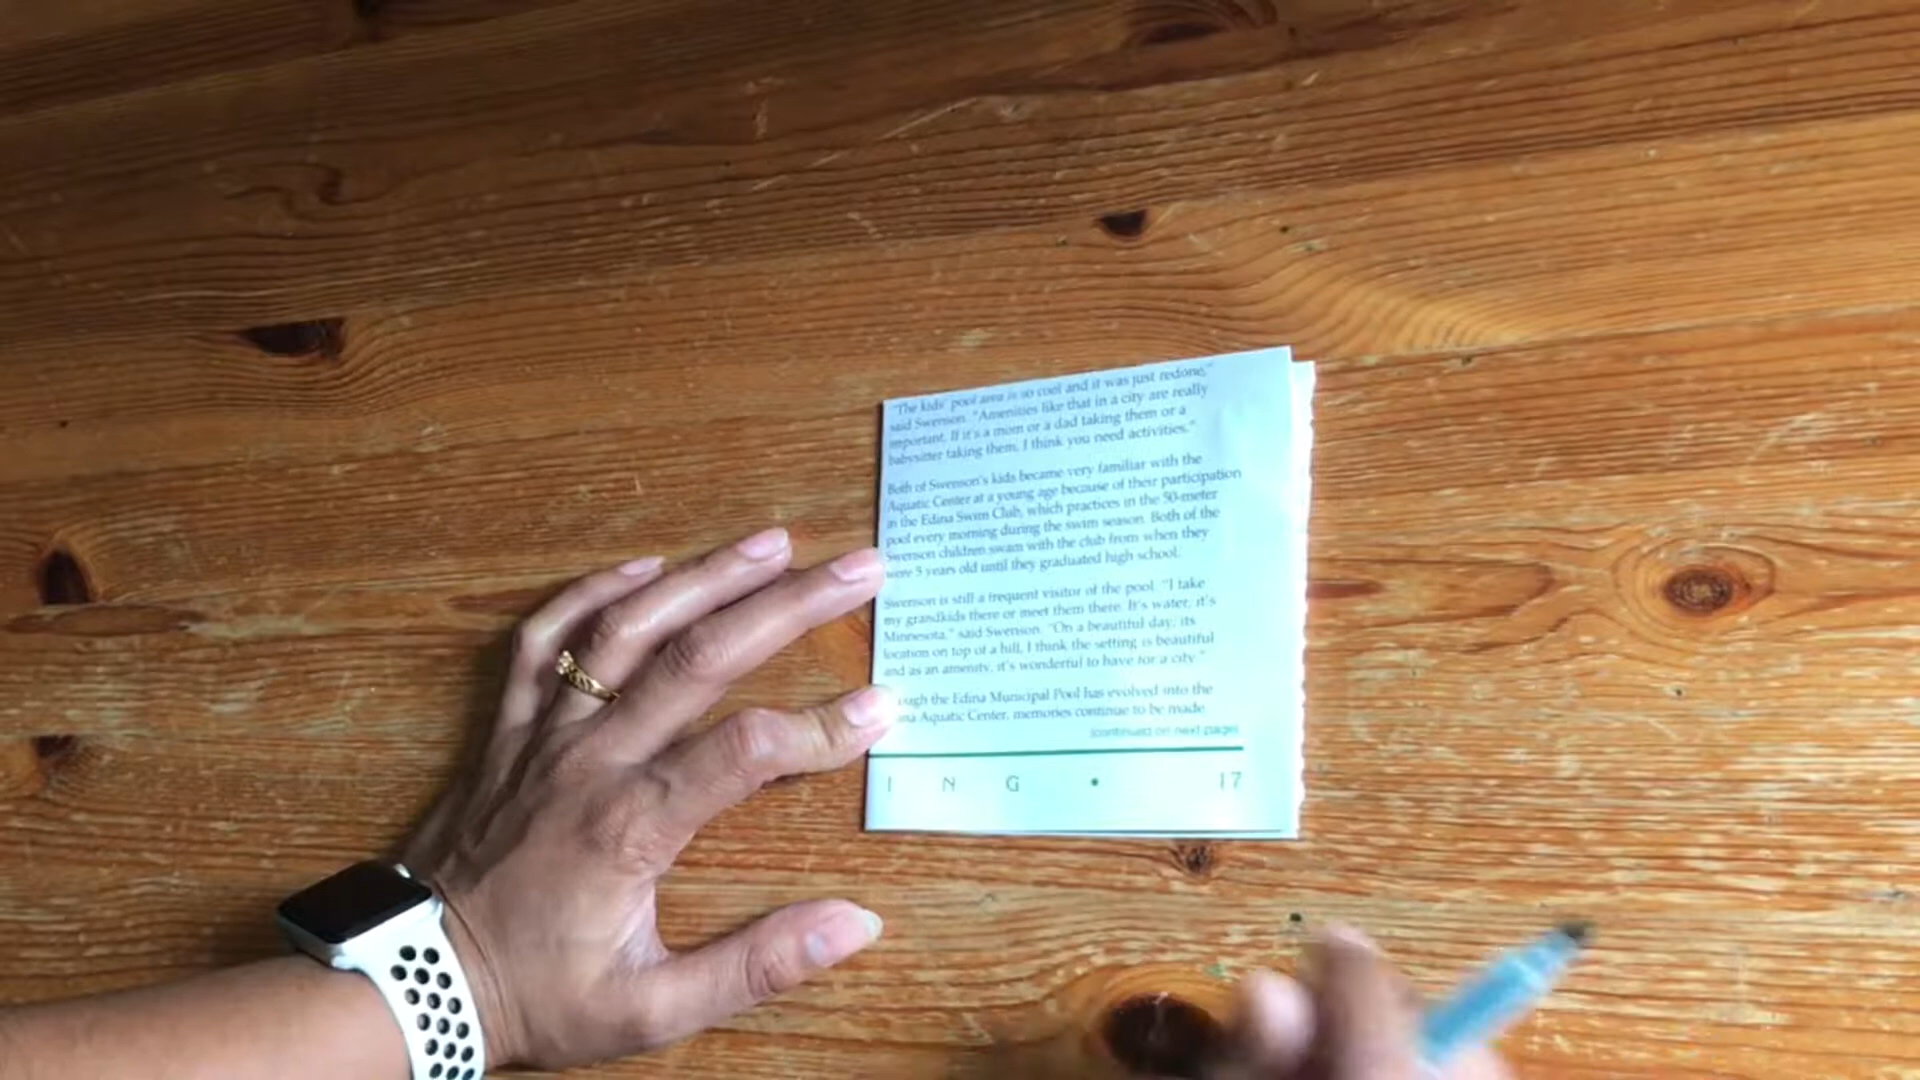 "The kids' pool area is so cool and it was just redone,"
said Swenson. "Amenities like that in a city are really
important. If it's a mom or a dad taking them or a
babysitter taking them, I think you need activities."
Both of Swenson's kids became very familiar with the
Aquatic Center at a young age because of their participation
in the Edina Swim Club, which practices in the 50-meter
pool every morning during the swim season. Both of the
Swenson children swam with the club from when they
were 5 years old until they graduated high school.
Swenson is still a frequent visitor of the pool. "I take
my grandkids there or meet them there. It's water, it's
Minnesota," said Swenson. "On a beautiful day, its
location on top of a hill, I think the setting is beautiful
and as an amenity, it's wonderful to have for a city."
ough the Edina Municipal Pool has evolved into the
ina Aquatic Center, memories continue to be made
(continued on next page)
I N G • 17